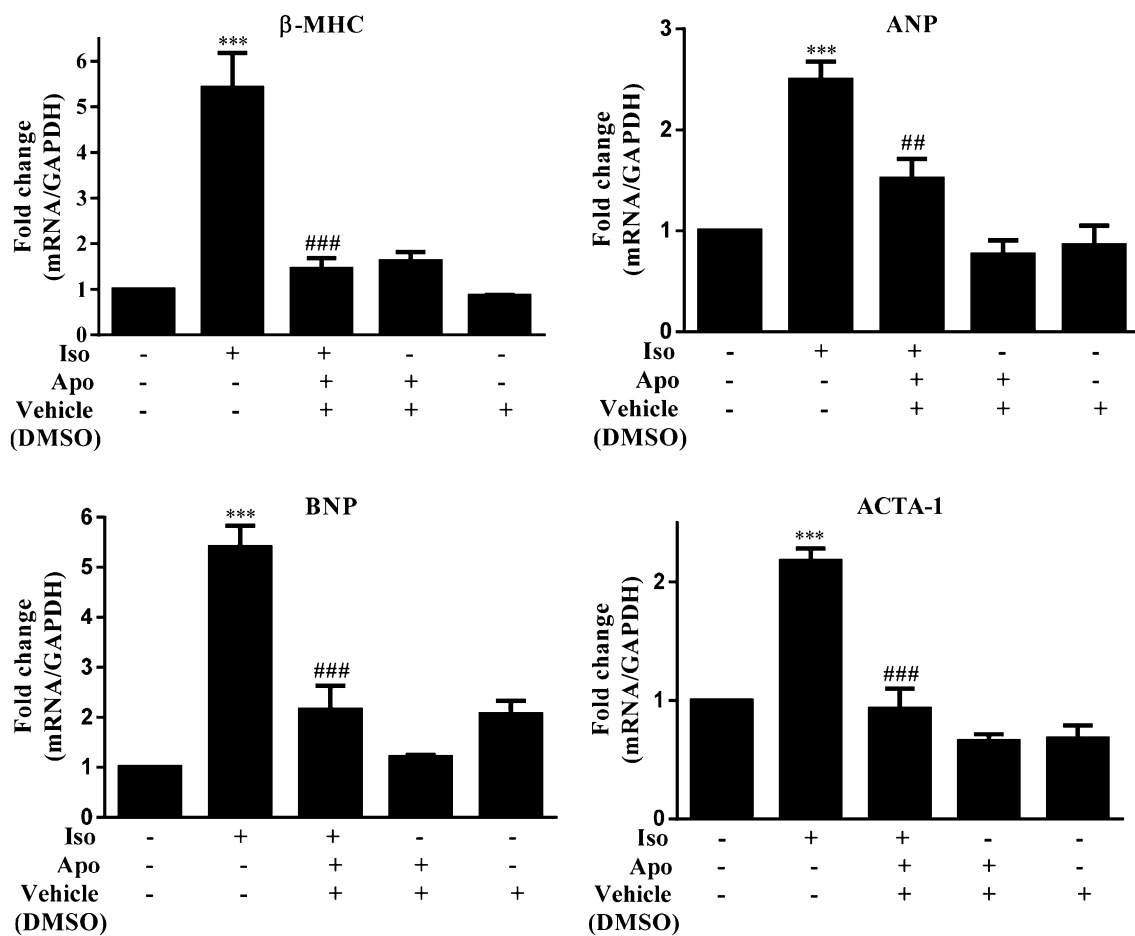 β-MHC
Fold change
(mRNA/GAPDH)
6
5
4
3
2
1
0
***
###
Iso - + + - -
Apo - - + + -
Vehicle - - + + +
(DMSO)
ANP
Fold change
(mRNA/GAPDH)
3
2
1
0
***
##
Iso - + + - -
Apo - - + + -
Vehicle - - + + +
(DMSO)
BNP
Fold change
(mRNA/GAPDH)
6
5
4
3
2
1
0
***
###
Iso - + + - -
Apo - - + + -
Vehicle - - + + +
(DMSO)
ACTA-1
Fold change
(mRNA/GAPDH)
2
1
0
***
###
Iso - + + - -
Apo - - + + -
Vehicle - - + + +
(DMSO)